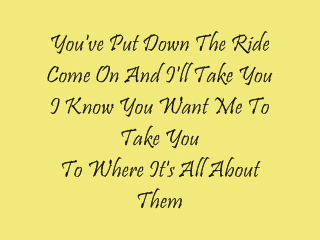 You've Put Down The Ride
Come On And I'll Take You
I Know You Want Me To
Take You
To Where It's All About
Them